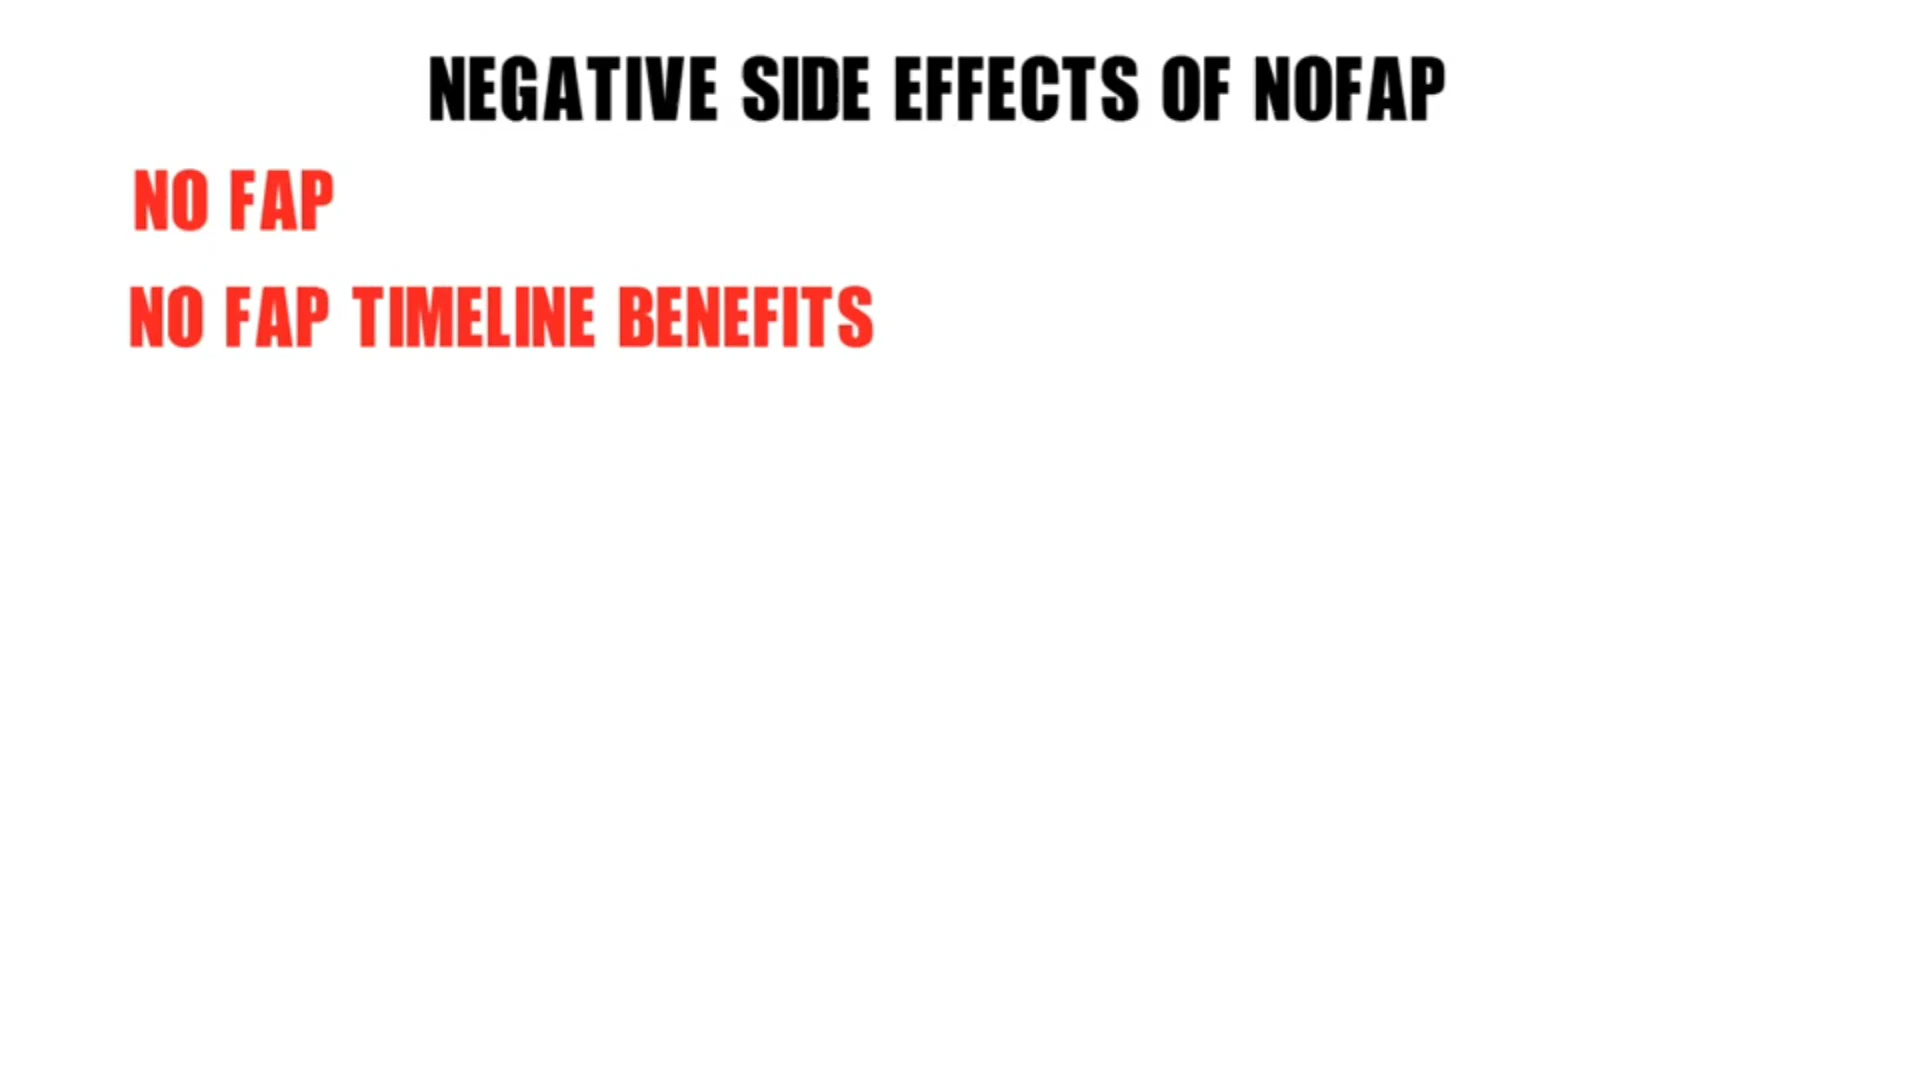 NEGATIVE SIDE EFFECTS OF NOFAP
NO FAP
NO FAP TIMELINE BENEFITS